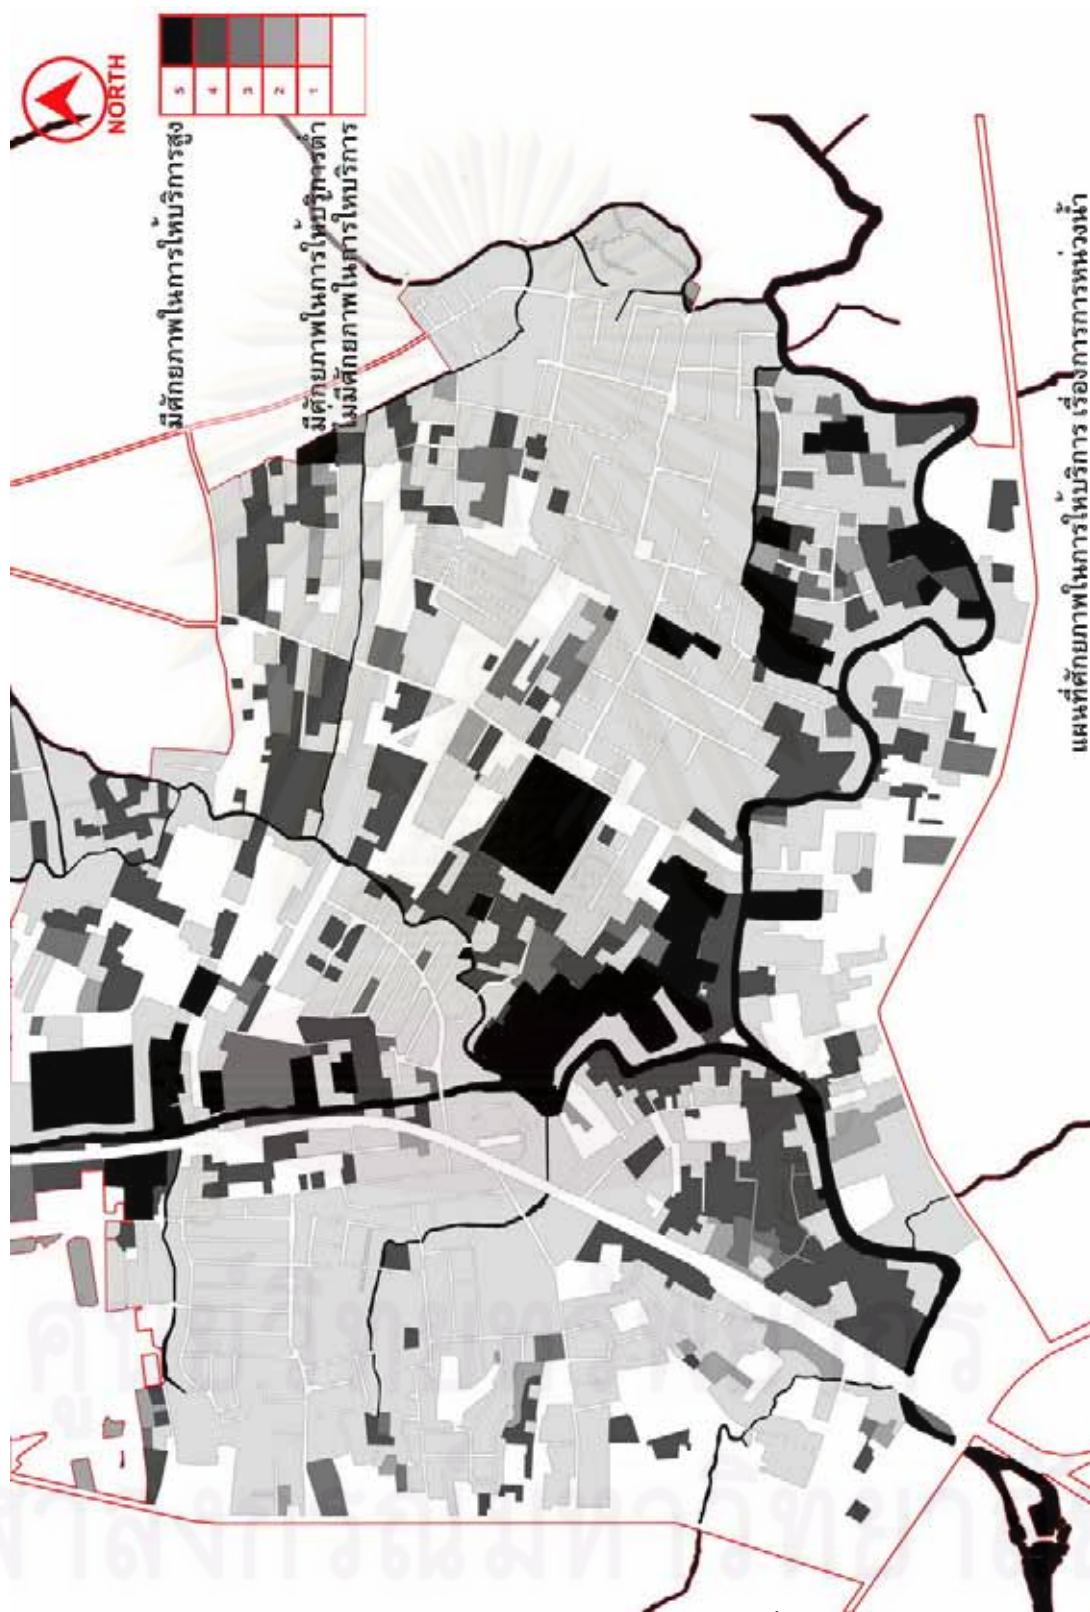 NORTH
5
4
3
2
1
มีศักยภาพในการให้บริการสูง
มีศักยภาพในการให้บริการต่ำ
ไม่มีศักยภาพในการให้บริการ
แผนที่ศักยภาพในการให้บริการ เรื่องการการหน่วงน้ำ